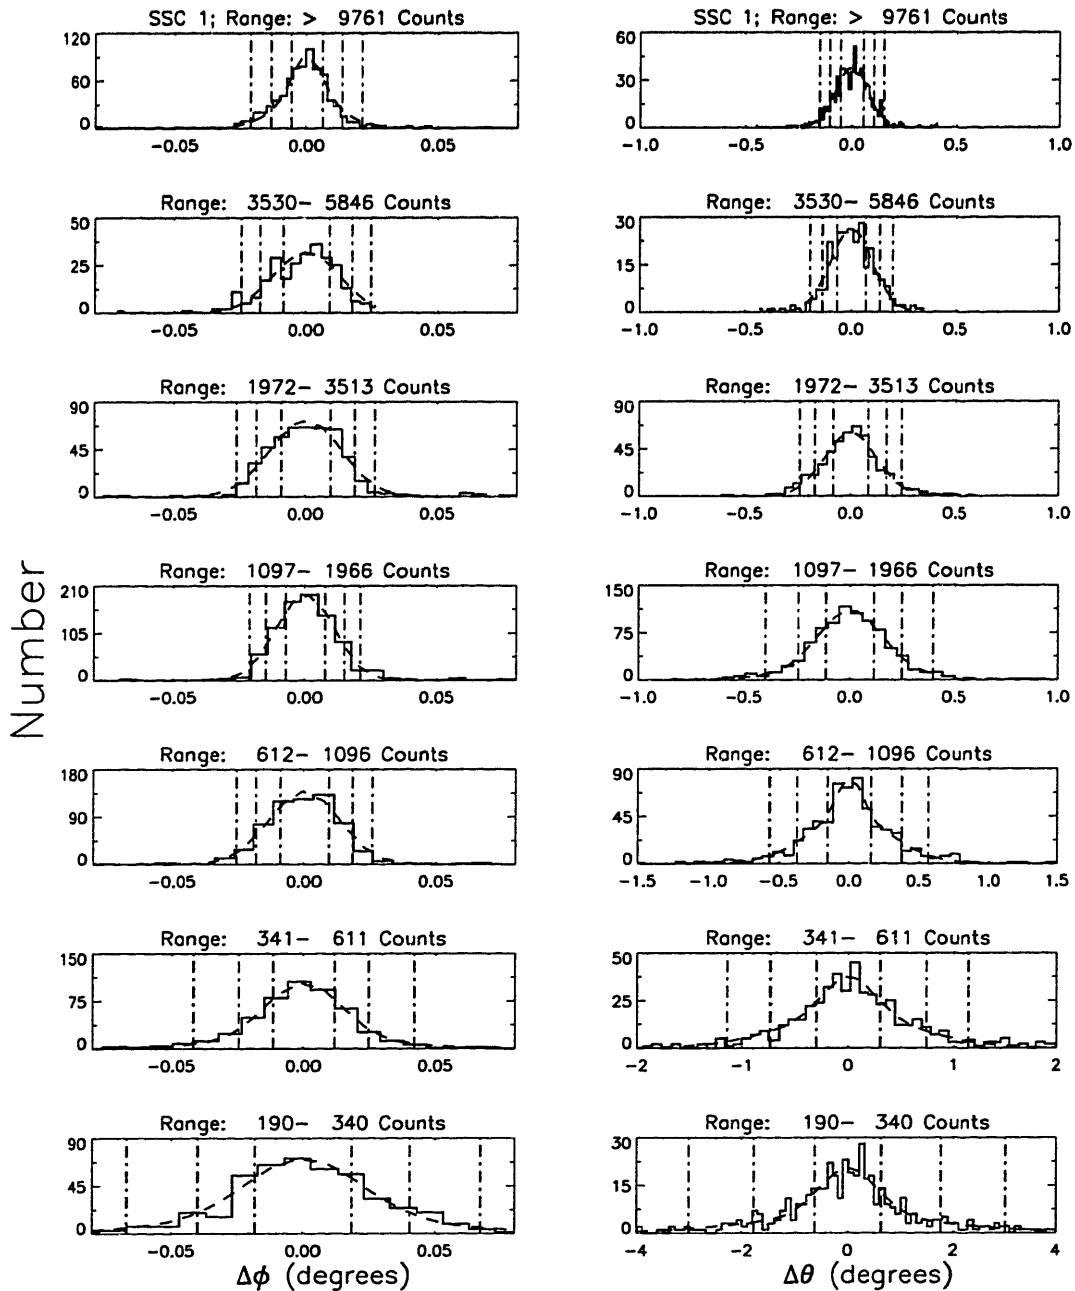 SSC 1; Range: > 9761 Counts
SSC 1; Range: > 9761 Counts
120
60
0
-0.05 0.00 0.05
60
30
0
-1.0 -0.5 0.0 0.5 1.0
Range: 3530- 5846 Counts
Range: 3530- 5846 Counts
50
25
0
-0.05 0.00 0.05
30
15
0
-1.0 -0.5 0.0 0.5 1.0
Range: 1972- 3513 Counts
Range: 1972- 3513 Counts
90
45
0
-0.05 0.00 0.05
90
45
0
-1.0 -0.5 0.0 0.5 1.0
Number
Range: 1097- 1966 Counts
Range: 1097- 1966 Counts
210
105
0
-0.05 0.00 0.05
150
75
0
-1.0 -0.5 0.0 0.5 1.0
Range: 612- 1096 Counts
Range: 612- 1096 Counts
180
90
0
-0.05 0.00 0.05
90
45
0
-1.5 -1.0 -0.5 0.0 0.5 1.0 1.5
Range: 341- 611 Counts
Range: 341- 611 Counts
150
75
0
-0.05 0.00 0.05
50
25
0
-2 -1 0 1 2
Range: 190- 340 Counts
Range: 190- 340 Counts
90
45
0
-0.05 0.00 0.05
30
15
0
-4 -2 0 2 4
Δϕ (degrees)
Δθ (degrees)